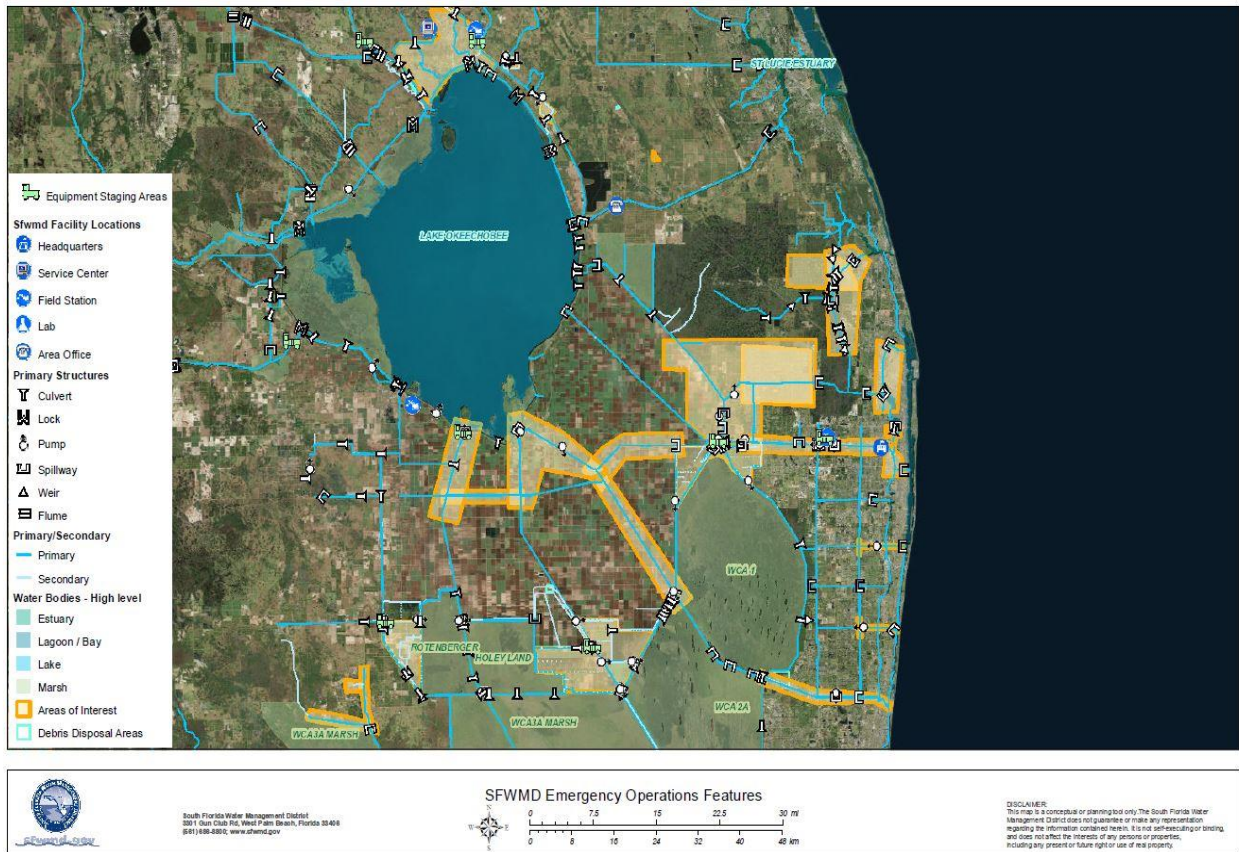 ST LUCIE ESTUARY
LAKE OKEECHOBEE
WCA-1
ROTENBERGER
HOLEY LAND
WCA 2A
WCA3A MARSH
WCA3A MARSH
Equipment Staging Areas
Sfwmd Facility Locations
Headquarters
Service Center
Field Station
Lab
Area Office
Primary Structures
Culvert
Lock
Pump
Spillway
Weir
Flume
Primary/Secondary
Primary
Secondary
Water Bodies - High level
Estuary
Lagoon / Bay
Lake
Marsh
Areas of Interest
Debris Disposal Areas
sfwmd.gov
South Florida Water Management District
3301 Gun Club Rd, West Palm Beach, Florida 33406
(561) 686-8800; www.sfwmd.gov
SFWMD Emergency Operations Features
N
W
E
S
0 7.5 15 22.5 30 mi
0 8 16 24 32 40 48 km
DISCLAIMER:
This map is a conceptual or planning tool only. The South Florida Water
Management District does not guarantee or make any representation
regarding the information contained herein. It is not self-executing or binding,
and does not affect the interests of any persons or properties,
including any present or future right or use of real property.